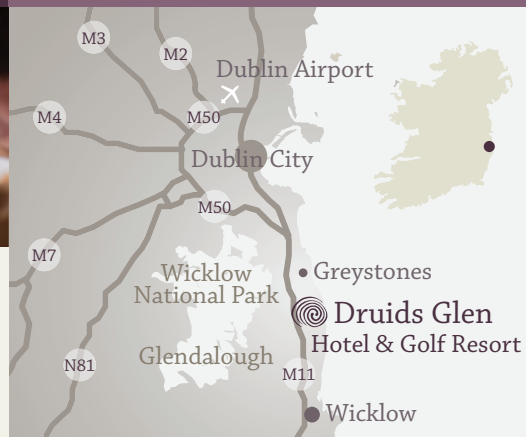 M3
M2
Dublin Airport
M4
M50
Dublin City
M50
M7
Wicklow
National Park
Greystones
Druids Glen
Hotel & Golf Resort
Glendalough
N81
M11
Wicklow